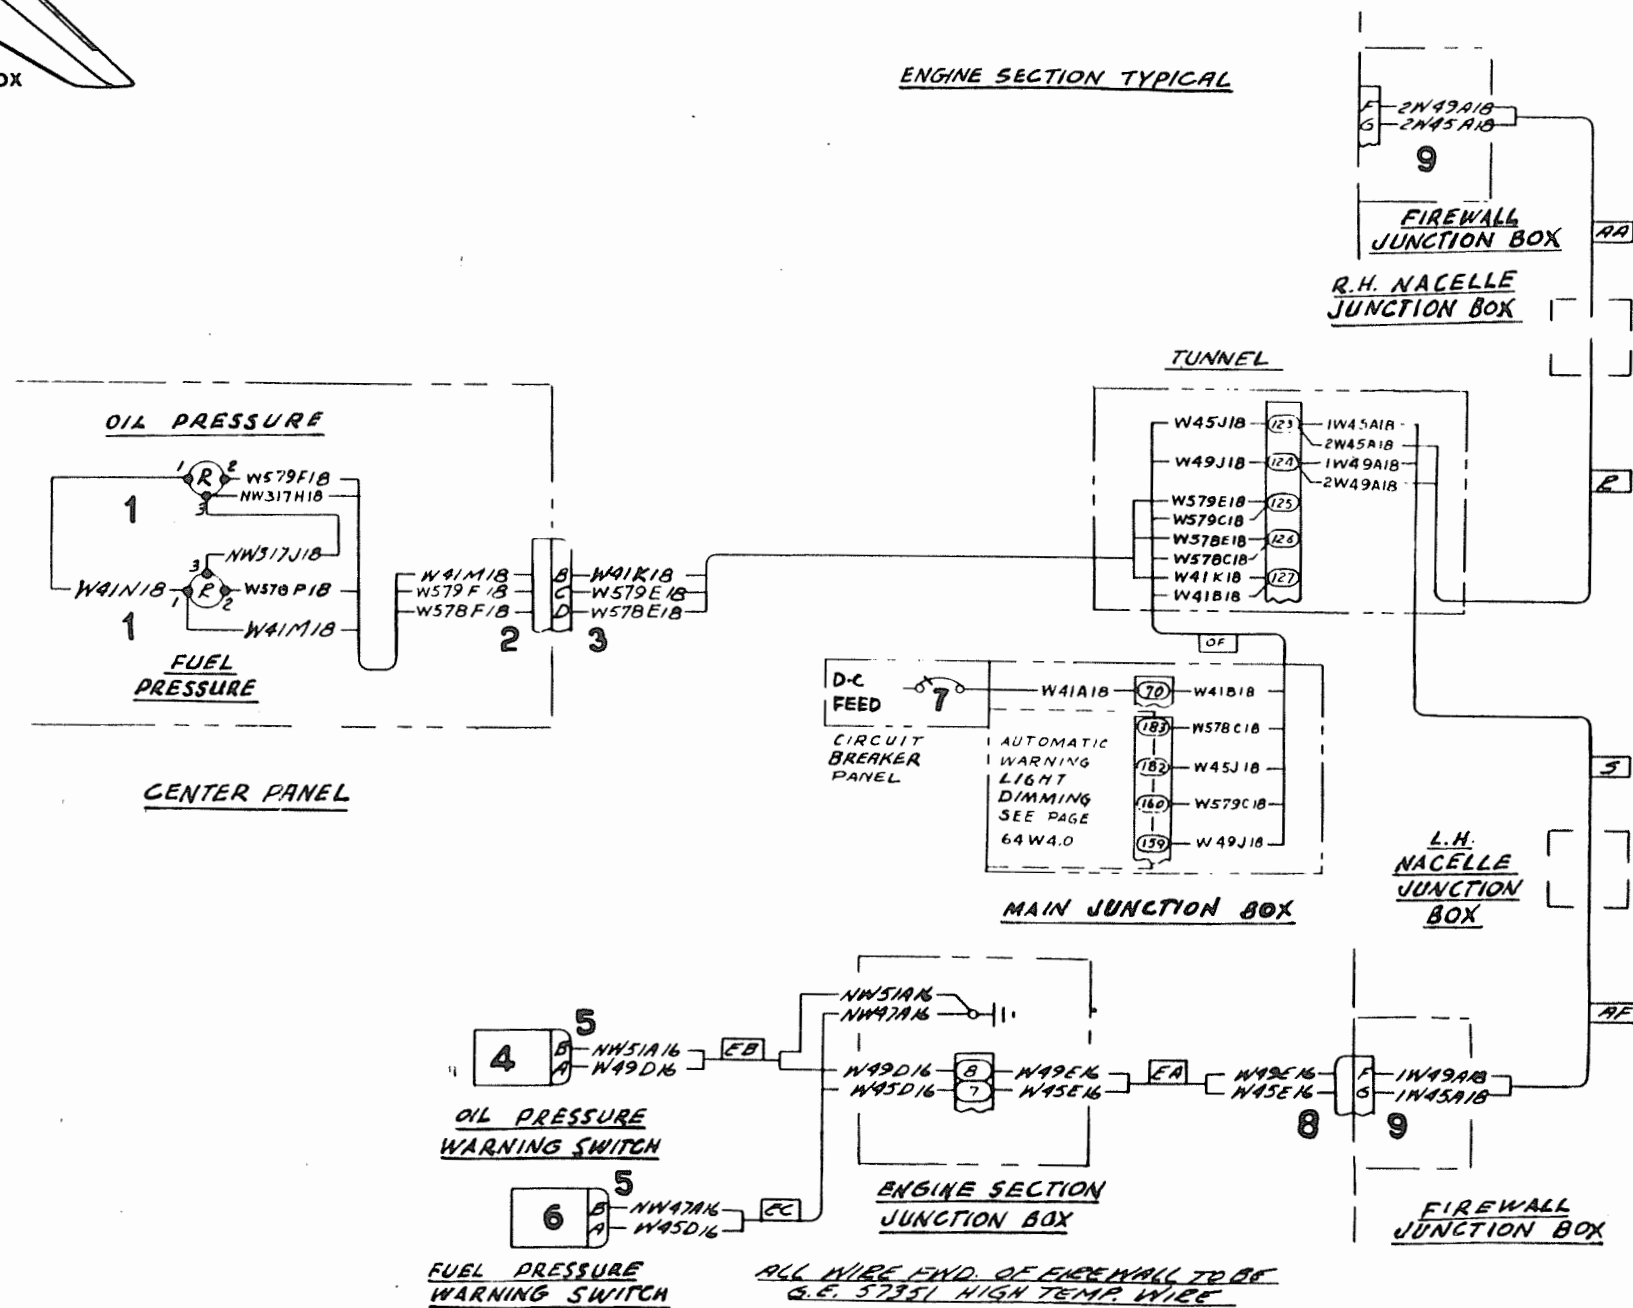 OX
ENGINE SECTION TYPICAL
F 2W49A18
G 2W45A18
9
FIREWALL
JUNCTION BOX
AA
R.H. NACELLE
JUNCTION BOX
TUNNEL
OIL PRESSURE
1 R 2 W579F18
NW317H18
3
1
3 NW317J18
W41N18 1 R 2 W578P18
W41M18
1
FUEL
PRESSURE
CENTER PANEL
W41M18 B W41K18
W579F18 C W579E18
W578F18 D W578E18
2 3
W45J18 123 1W45A18
2W45A18
W49J18 124 1W49A18
2W49A18
W579E18 125
W579C18
W578E18 126
W578C18
W41K18 127
W41B18
OF
D-C
FEED
7
W41A18 70 W41B18
CIRCUIT
BREAKER
PANEL
AUTOMATIC
WARNING
LIGHT
DIMMING
SEE PAGE
64W4.0
183 W578C18
182 W45J18
160 W579C18
159 W49J18
MAIN JUNCTION BOX
S
L.H.
NACELLE
JUNCTION
BOX
AF
NW51A16
NW47A16
4
5
B NW51A16
A W49D16
EB
OIL PRESSURE
WARNING SWITCH
W49D16 8 W49E16
W45D16 7 W45E16
EA
W49E16 F 1W49A18
W45E16 G 1W45A18
8 9
6
5
B NW47A16
A W45D16
EC
FUEL PRESSURE
WARNING SWITCH
ENGINE SECTION
JUNCTION BOX
FIREWALL
JUNCTION BOX
ALL WIRE FWD. OF FIREWALL TO BE
G.E. 57351 HIGH TEMP. WIRE